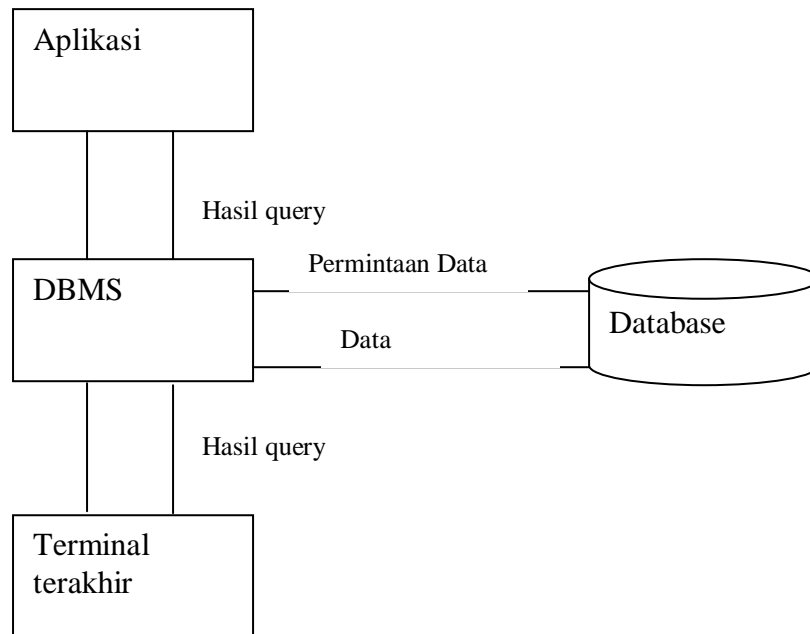 Aplikasi
Hasil query
Permintaan Data
DBMS
Database
Data
Hasil query
Terminal
terakhir